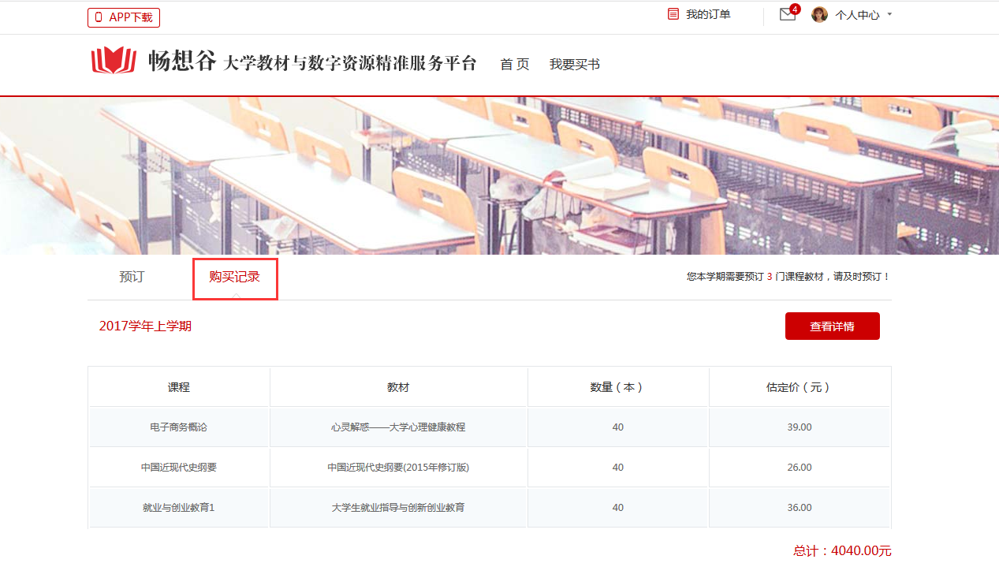 APP下载 我的订单 4 个人中心
畅想谷 大学教材与数字资源精准服务平台 首 页 我要买书
预订 购买记录 您本学期需要预订 3 门课程教材，请及时预订！
2017学年上学期 查看详情
课程 教材 数量（本） 估定价（元）
电子商务概论 心灵解惑——大学心理健康教程 40 39.00
中国近现代史纲要 中国近现代史纲要(2015年修订版) 40 26.00
就业与创业教育1 大学生就业指导与创新创业教育 40 36.00
总计：4040.00元